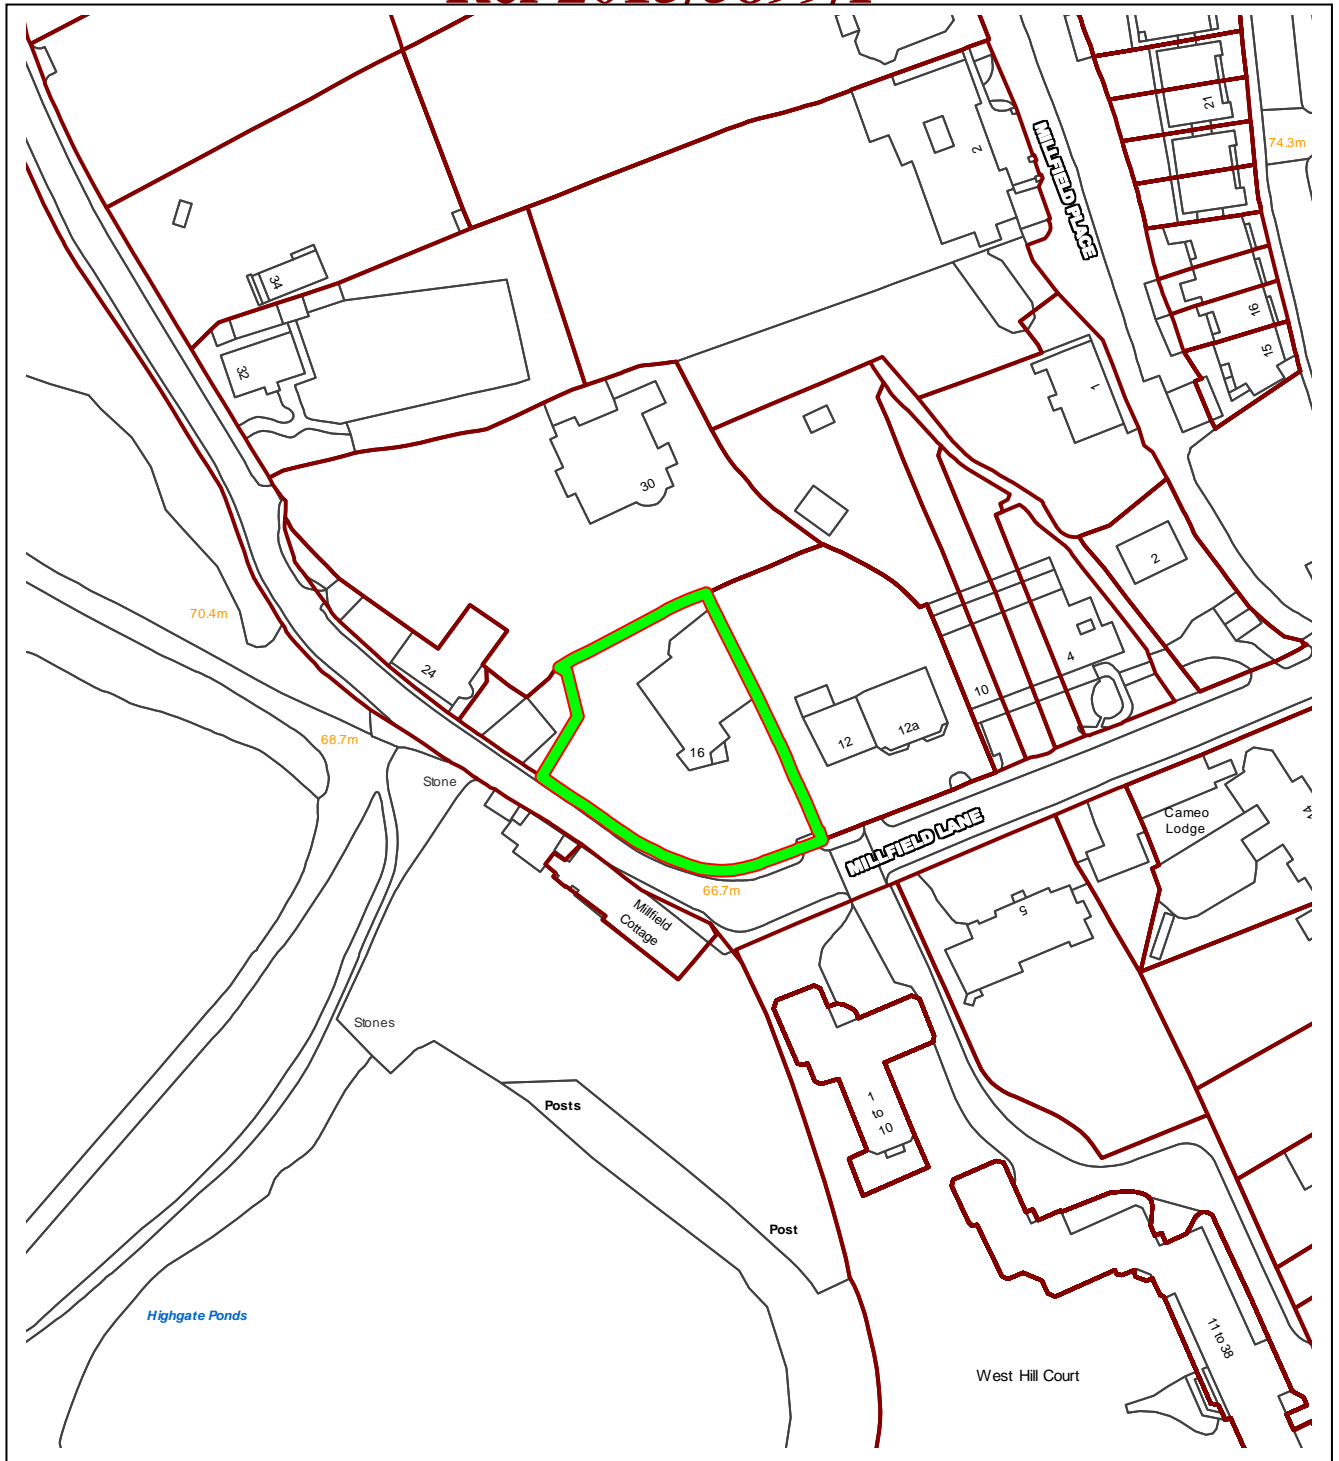 21
74.3m
2
MILLFIELD PLACE
34
16
32
15
1
30
2
70.4m
24
4
10
12a
12
16
68.7m
Stone
Cameo
Lodge
MILLFIELD LANE
66.7m
Millfield
Cottage
5
Stones
Posts
1
to
10
Post
Highgate Ponds
11 to 38
West Hill Court